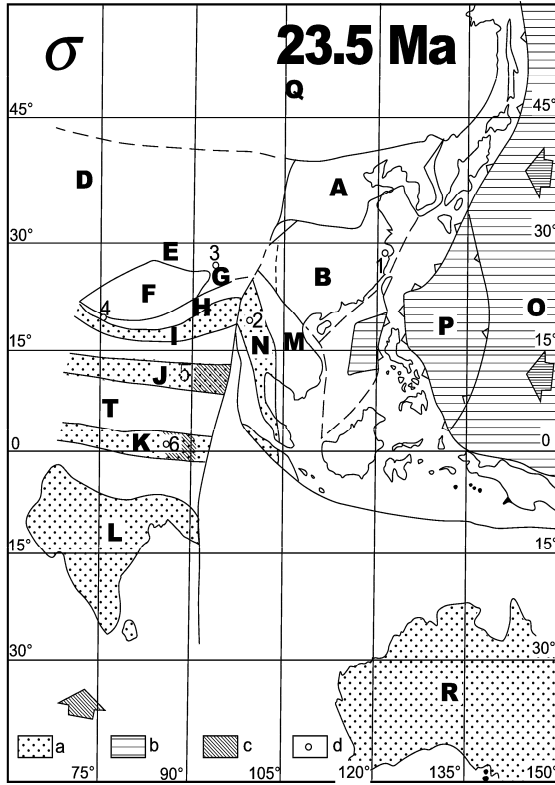 σ 23.5 Ma
Q
45° 45°
D A
30° 30°
E 3
G B 1
F
4 H
I 2 N M P O
15° 15°
J 5
T
K 6
0 0
L
15° 15°
30° 30°
R
a b c d
75° 90° 105° 120° 135° 150°